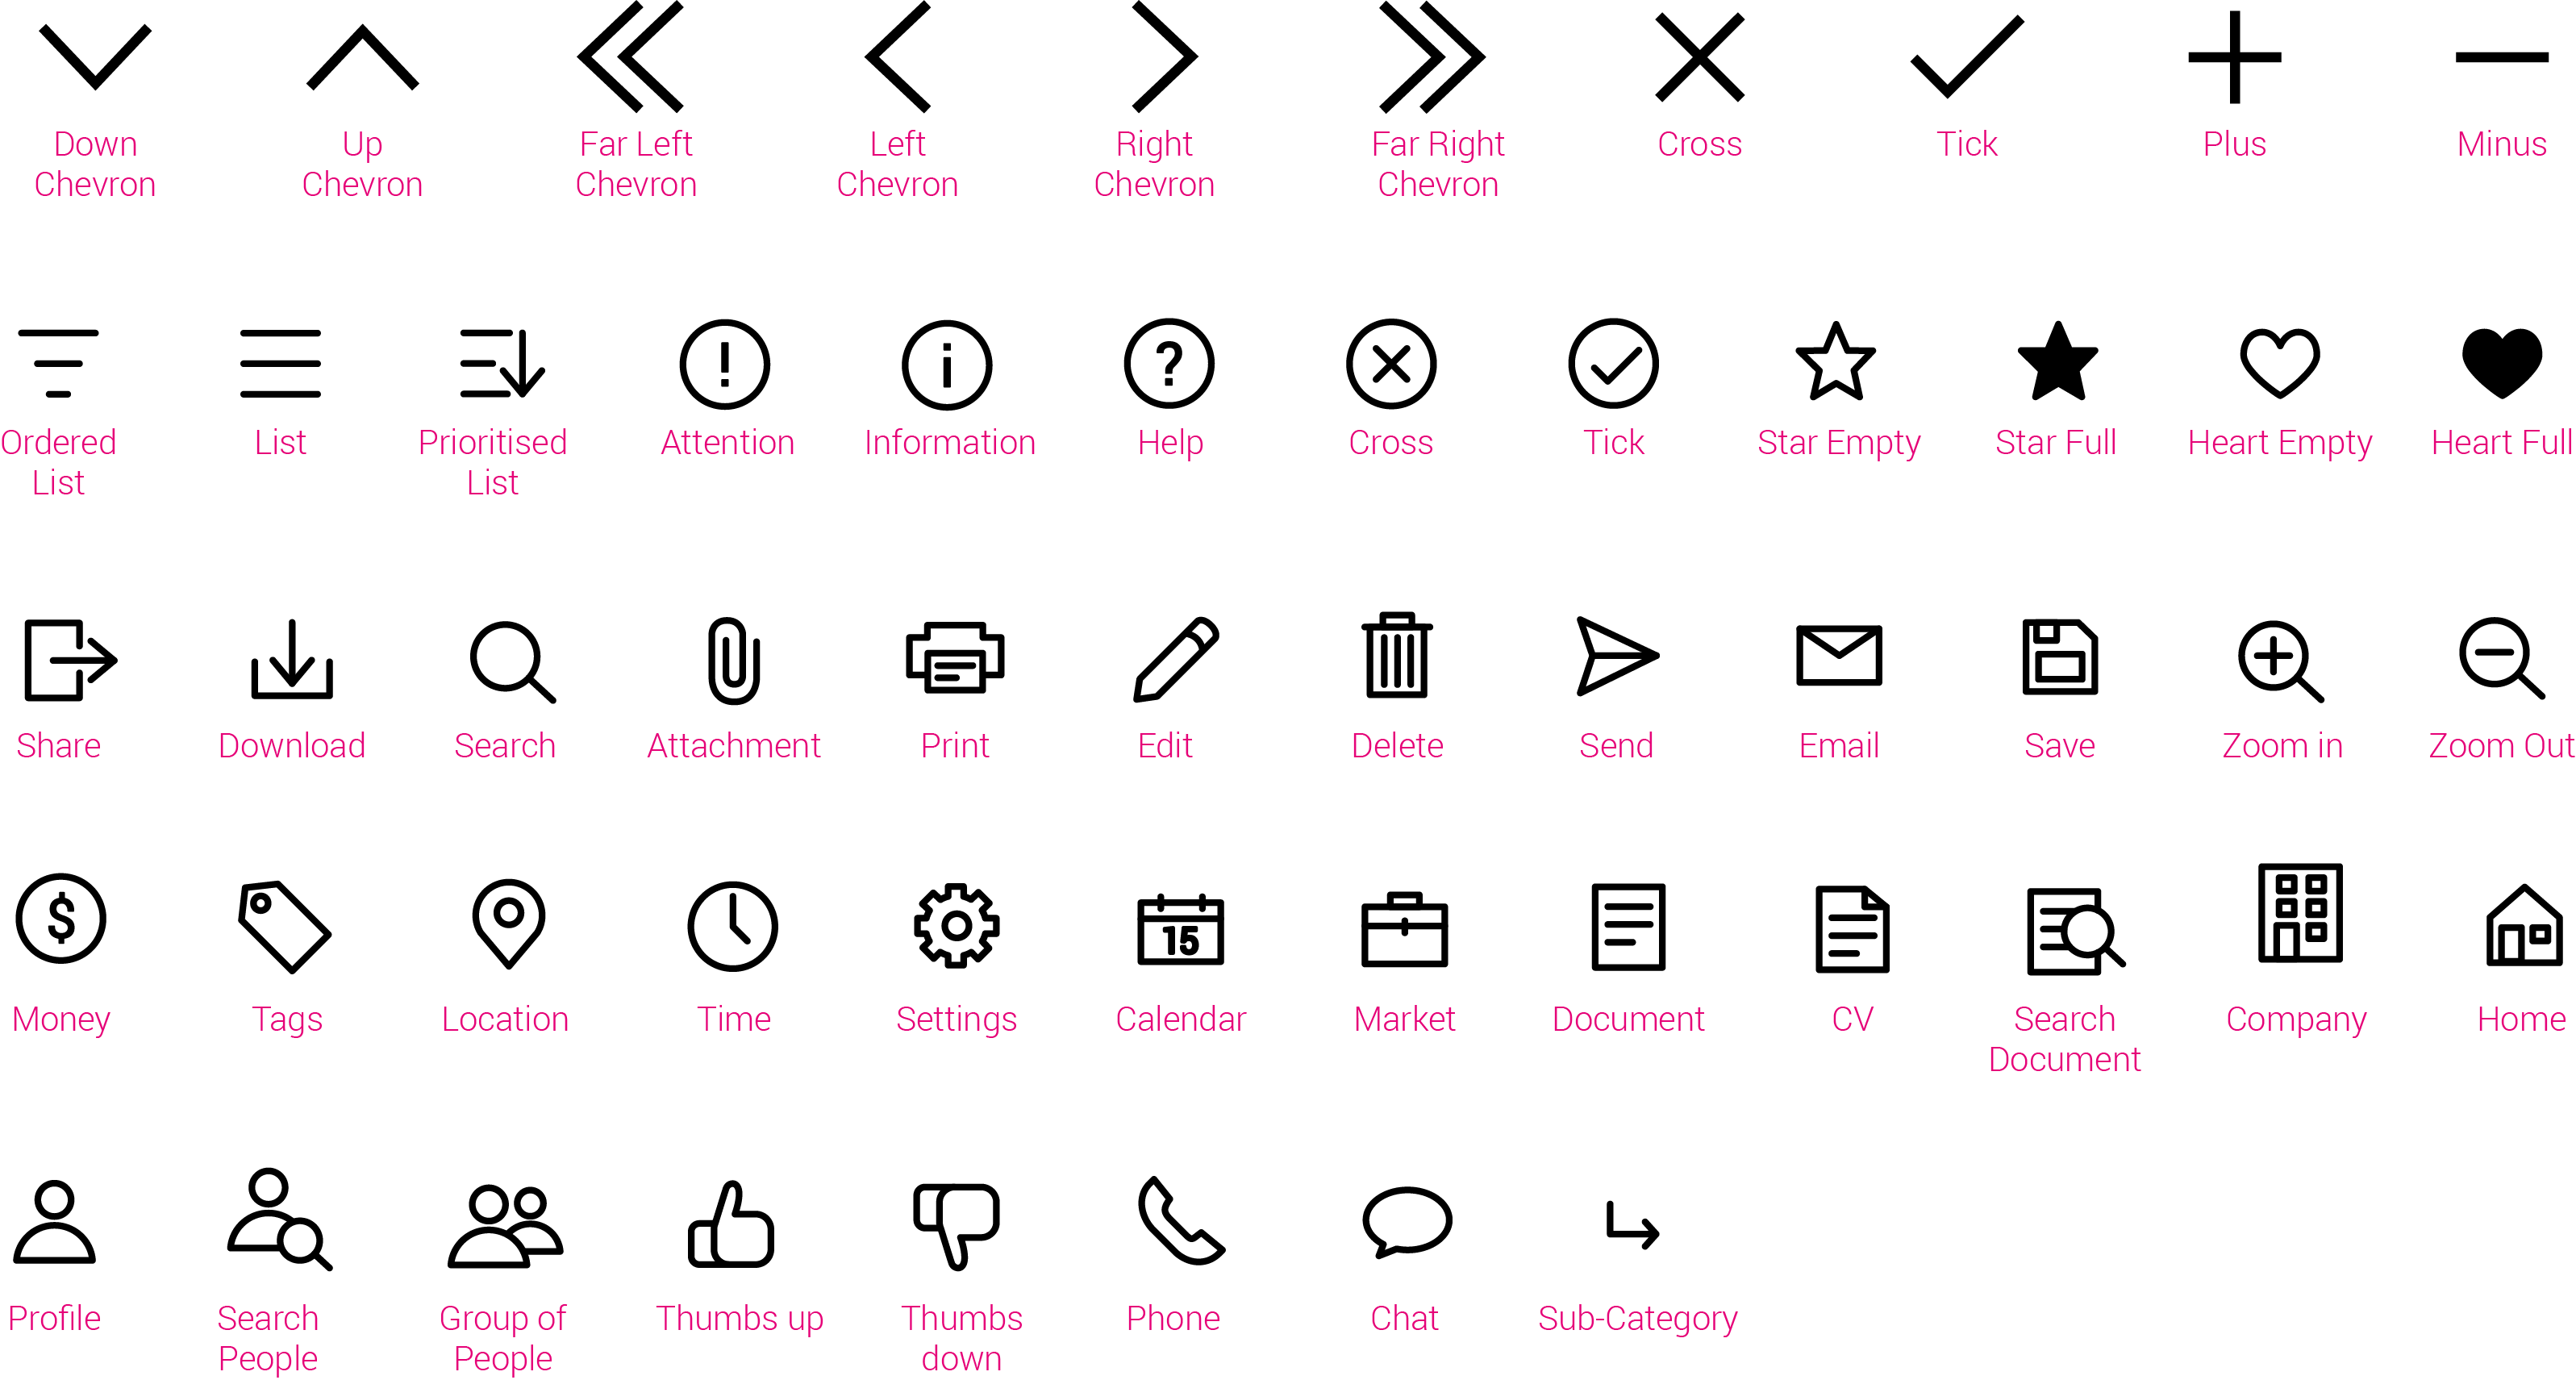 Down
Chevron
Up
Chevron
Far Left
Chevron
Left
Chevron
Right
Chevron
Far Right
Chevron
Cross
Tick
Plus
Minus
!
i
?
Ordered
List
List
Prioritised
List
Attention
Information
Help
Cross
Tick
Star Empty
Star Full
Heart Empty
Heart Full
Share
Download
Search
Attachment
Print
Edit
Delete
Send
Email
Save
Zoom in
Zoom Out
$
15
Money
Tags
Location
Time
Settings
Calendar
Market
Document
CV
Search
Document
Company
Home
Profile
Search
People
Group of
People
Thumbs up
Thumbs
down
Phone
Chat
Sub-Category